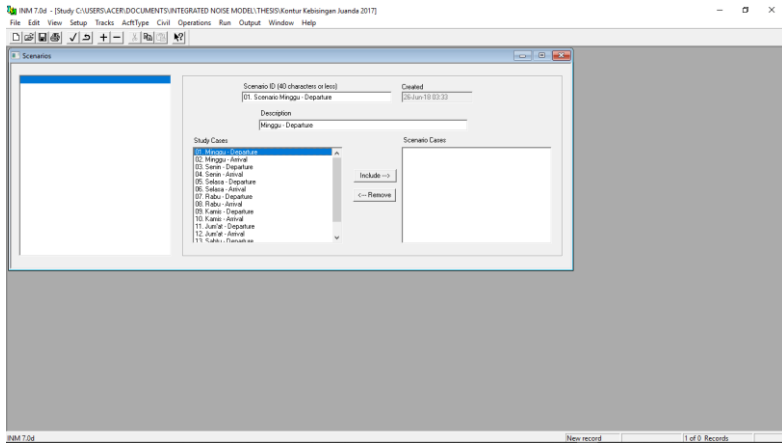 INM 7.0d - [Study C:\USERS\ACER\DOCUMENTS\INTEGRATED NOISE MODEL\THESIS\Kontur Kebisingan Juanda 2017]
File Edit View Setup Tracks AcftType Civil Operations Run Output Window Help
Scenarios
Scenario ID (40 characters or less) Created
01. Scenario Minggu - Departure 26-Jun-18 03:33
Description
Minggu - Departure
Study Cases Scenario Cases
01. Minggu - Departure
02. Minggu - Arrival
03. Senin - Departure
04. Senin - Arrival
05. Selasa - Departure
06. Selasa - Arrival
07. Rabu - Departure
08. Rabu - Arrival
09. Kamis - Departure
10. Kamis - Arrival
11. Jum'at - Departure
12. Jum'at - Arrival
13. Sabtu - Departure
Include -->
<-- Remove
INM 7.0d New record 1 of 0 Records